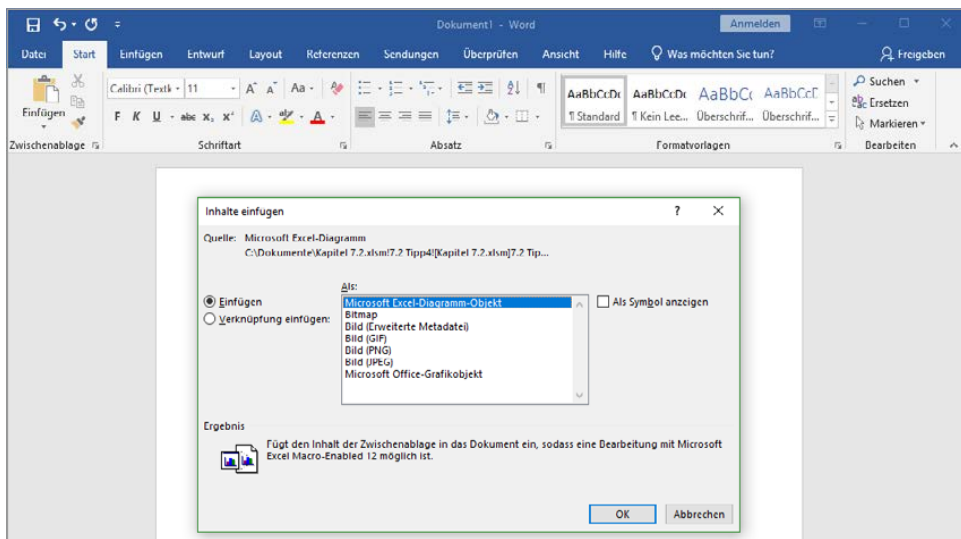 Dokument1 - Word
Anmelden
Datei Start Einfügen Entwurf Layout Referenzen Sendungen Überprüfen Ansicht Hilfe Was möchten Sie tun? Freigeben
Einfügen
Calibri (Textk 11
F K U abc X₂ X²
AaBbCcDc AaBbCcDc AaBbCc AaBbCcC
¶ Standard ¶ Kein Lee... Überschrif... Überschrif...
Suchen
Ersetzen
Markieren
Zwischenablage Schriftart Absatz Formatvorlagen Bearbeiten
Inhalte einfügen ?
Quelle: Microsoft Excel-Diagramm
C:\Dokumente\Kapitel 7.2.xlsm!7.2 Tipp4![Kapitel 7.2.xlsm]7.2 Tip...
Als:
Einfügen
Verknüpfung einfügen:
Microsoft Excel-Diagramm-Objekt
Bitmap
Bild (Erweiterte Metadatei)
Bild (GIF)
Bild (PNG)
Bild (JPEG)
Microsoft Office-Grafikobjekt
Als Symbol anzeigen
Ergebnis
Fügt den Inhalt der Zwischenablage in das Dokument ein, sodass eine Bearbeitung mit Microsoft
Excel Macro-Enabled 12 möglich ist.
OK Abbrechen